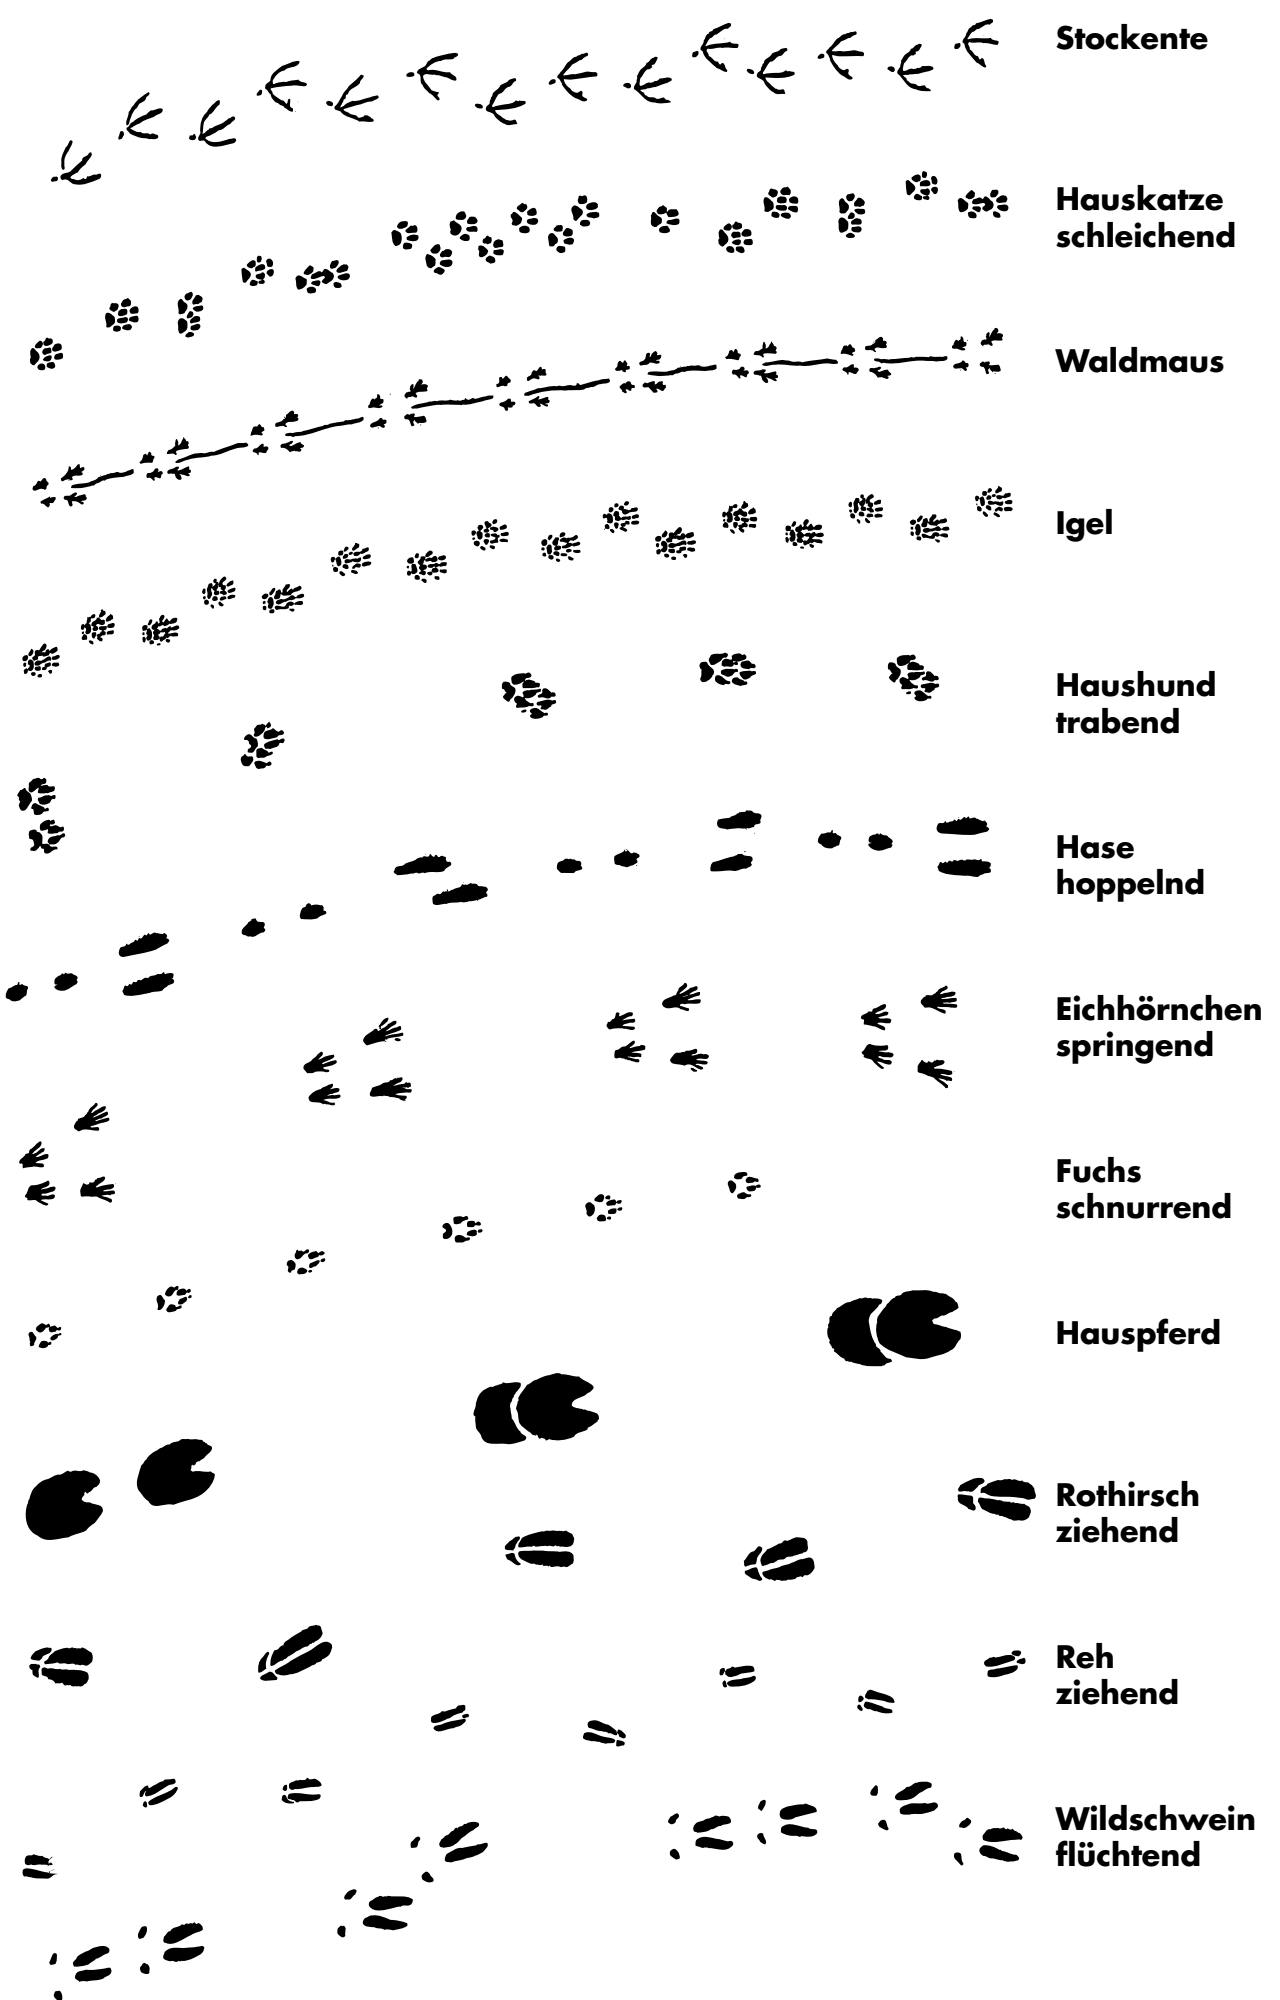 Stockente
Hauskatze
schleichend
Waldmaus
Igel
Haushund
trabend
Hase
hoppelnd
Eichhörnchen
springend
Fuchs
schnurrend
Hauspferd
Rothirsch
ziehend
Reh
ziehend
Wildschwein
flüchtend